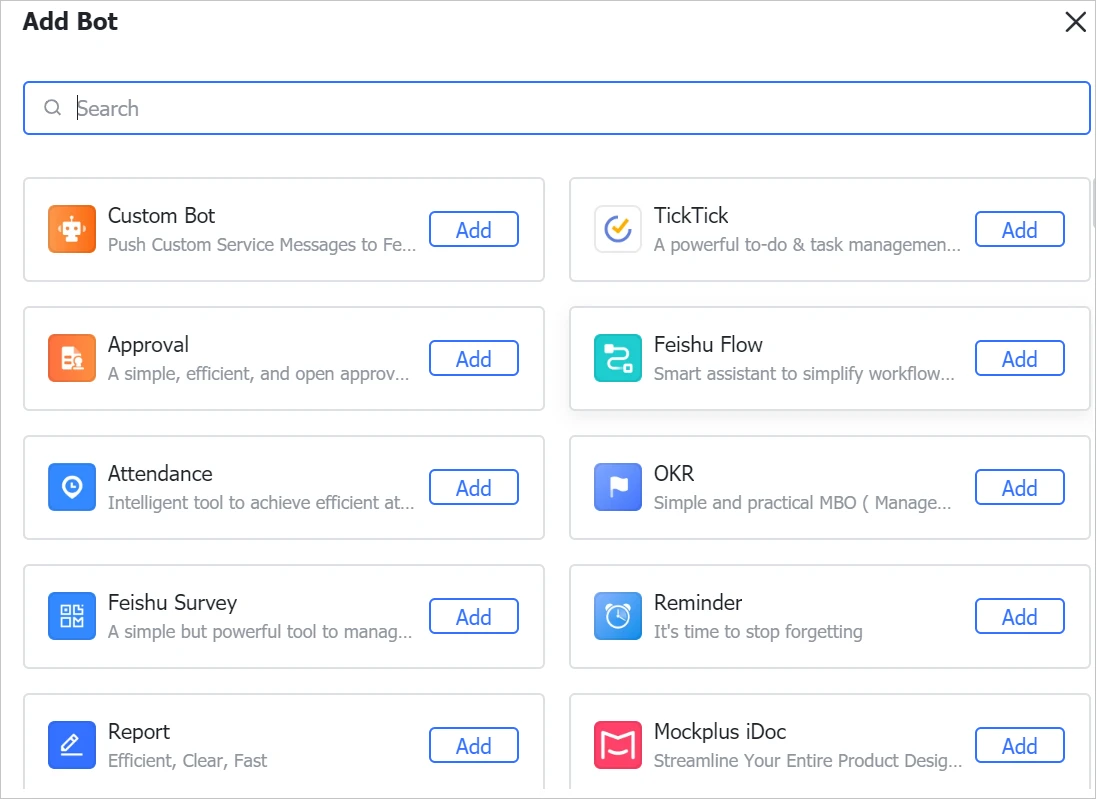 Add Bot
Search
Custom Bot
Push Custom Service Messages to Fe...
Add
TickTick
A powerful to-do & task managemen...
Add
Approval
A simple, efficient, and open approv...
Add
Feishu Flow
Smart assistant to simplify workflow...
Add
Attendance
Intelligent tool to achieve efficient at...
Add
OKR
Simple and practical MBO ( Manage...
Add
Feishu Survey
A simple but powerful tool to manag...
Add
Reminder
It's time to stop forgetting
Add
Report
Efficient, Clear, Fast
Add
Mockplus iDoc
Streamline Your Entire Product Desig...
Add